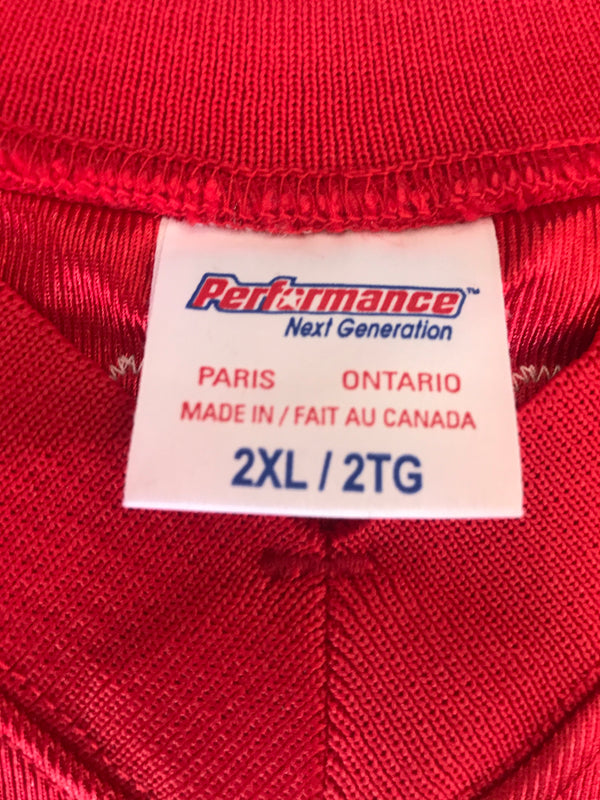 Performance™
Next Generation
PARIS ONTARIO
MADE IN / FAIT AU CANADA
2XL / 2TG